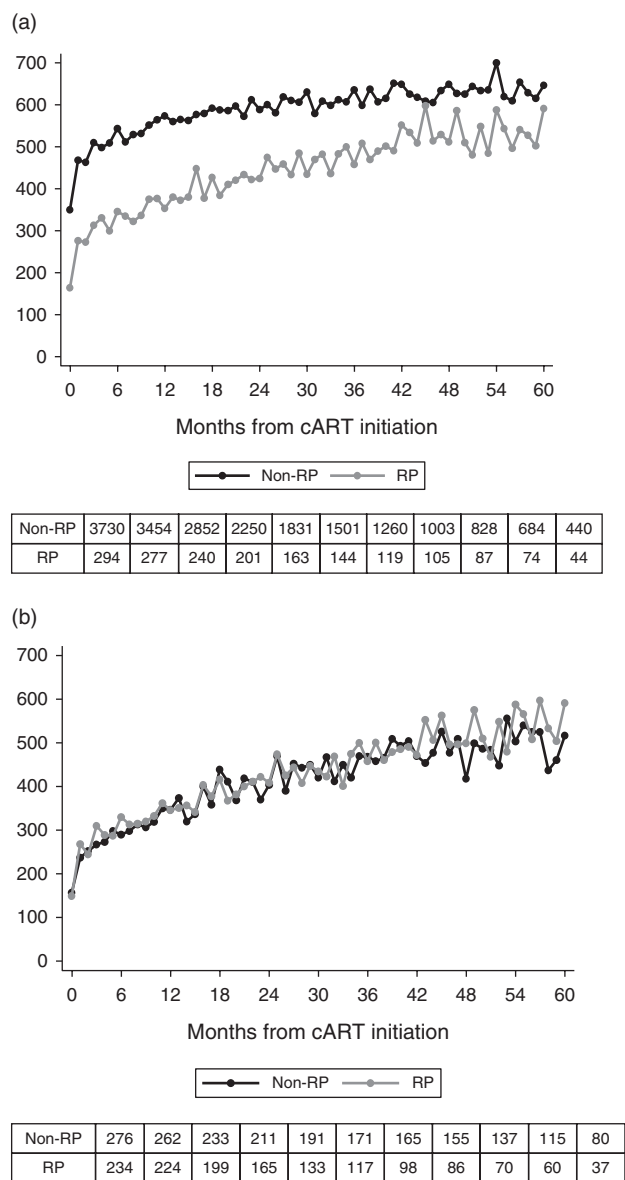 (a)
700
600
500
400
300
200
100
0
0 6 12 18 24 30 36 42 48 54 60
Months from cART initiation
Non-RP RP
Non-RP 3730 3454 2852 2250 1831 1501 1260 1003 828 684 440
RP 294 277 240 201 163 144 119 105 87 74 44
(b)
700
600
500
400
300
200
100
0
0 6 12 18 24 30 36 42 48 54 60
Months from cART initiation
Non-RP RP
Non-RP 276 262 233 211 191 171 165 155 137 115 80
RP 234 224 199 165 133 117 98 86 70 60 37